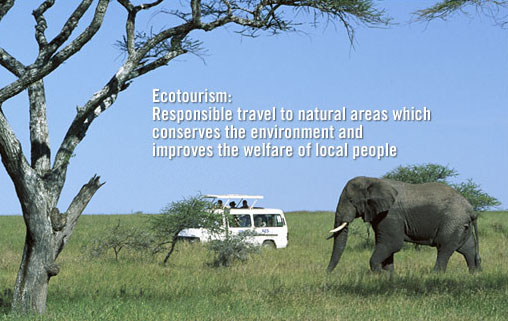 Ecotourism:
Responsible travel to natural areas which
conserves the environment and
improves the welfare of local people